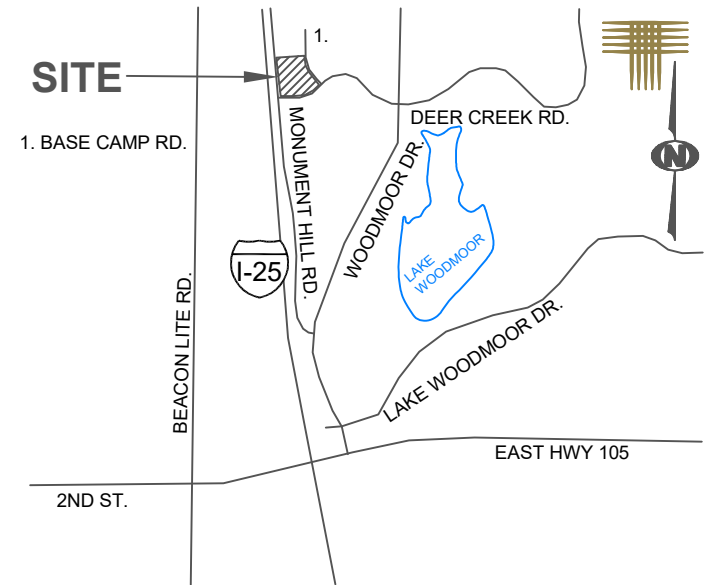 1.
SITE
1. BASE CAMP RD.
DEER CREEK RD.
MONUMENT HILL RD.
WOODMOOR DR.
N
I-25
LAKE
WOODMOOR
BEACON LITE RD.
LAKE WOODMOOR DR.
EAST HWY 105
2ND ST.